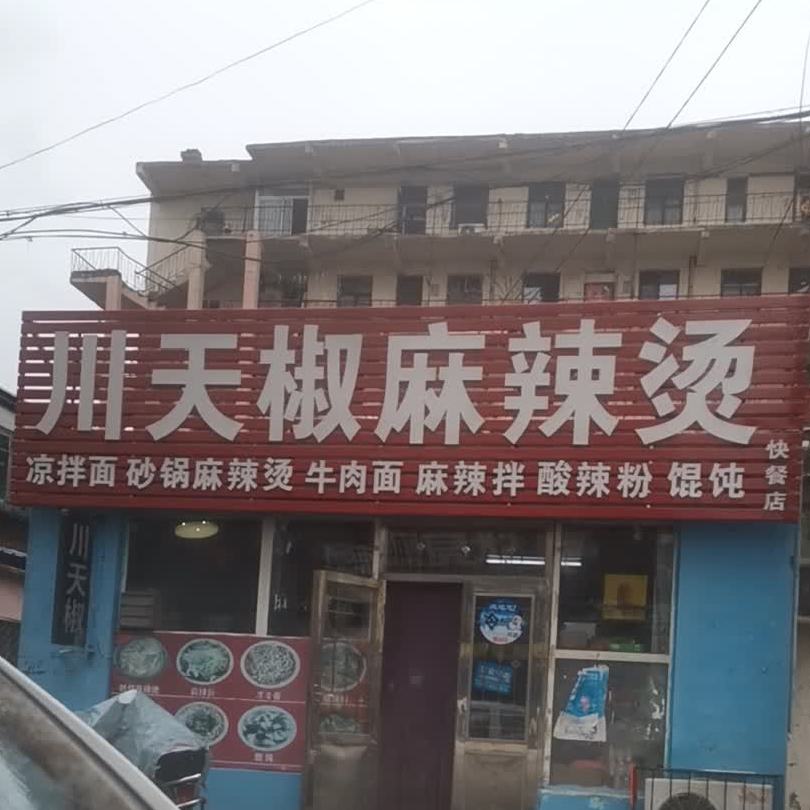 川天椒麻辣烫
凉拌面 砂锅麻辣烫 牛肉面 麻辣拌 酸辣粉 馄饨
快餐店
川天椒